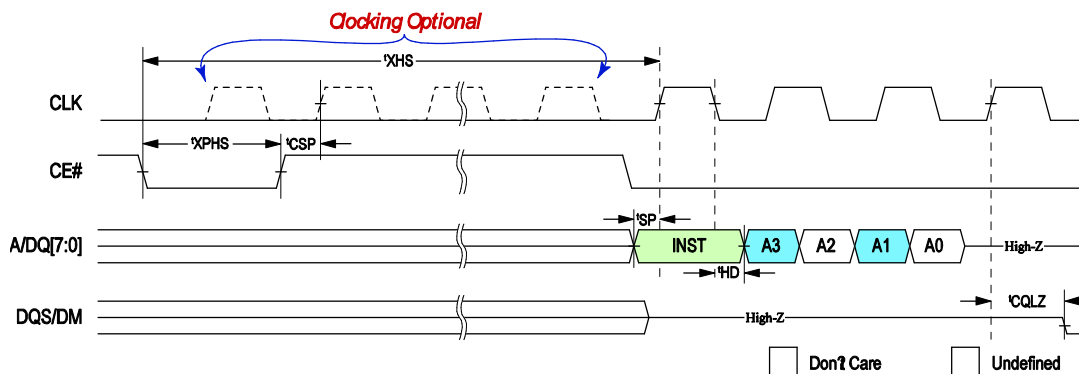 Clocking Optional
tXHS
CLK
tXPHS
tCSP
CE#
tSP
A/DQ[7:0]
INST
A3
A2
A1
A0
High-Z
tHD
tCQLZ
DQS/DM
High-Z
Don? Care
Undefined